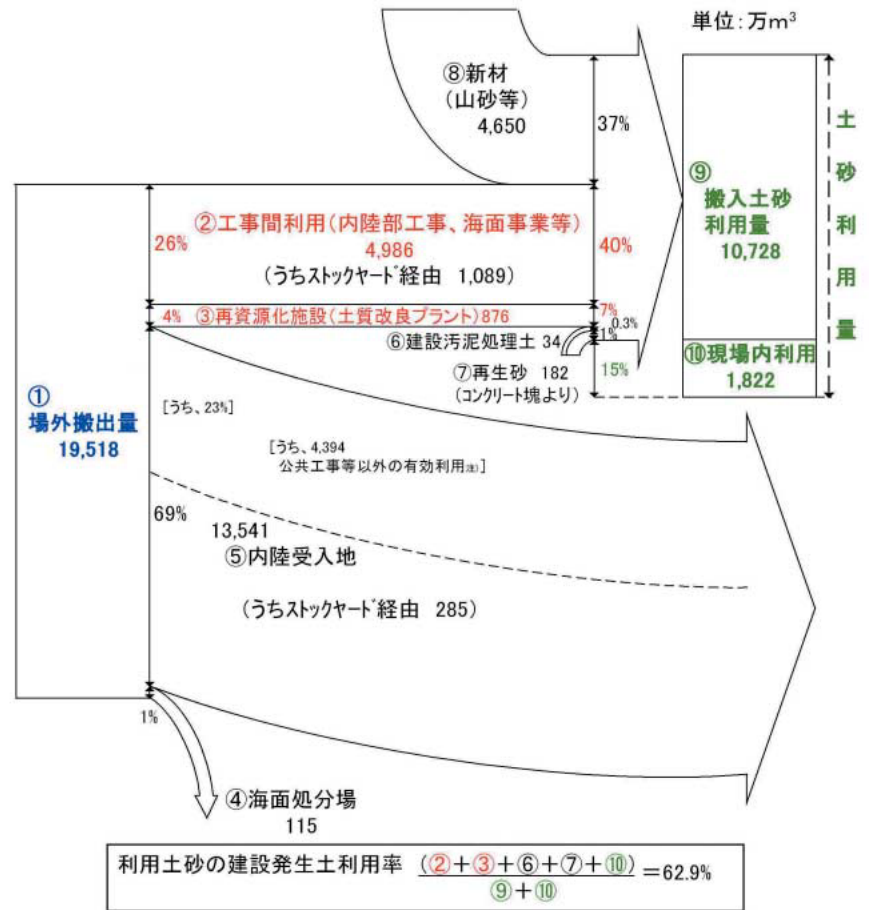 単位:万m³
⑧新材
(山砂等)
4,650
37%
土砂利用量
⑨
搬入土砂
利用量
10,728
②工事間利用(内陸部工事、海面事業等)
26%
4,986
40%
(うちストックヤード経由 1,089)
4%
③再資源化施設(土質改良プラント)876
7%
0.3%
⑥建設汚泥処理土 34
1%
⑩現場内利用
1,822
⑦再生砂 182
15%
(コンクリート塊より)
①
場外搬出量
19,518
[うち、23%]
[うち、4,394
公共工事等以外の有効利用注)]
69%
13,541
⑤内陸受入地
(うちストックヤード経由 285)
1%
④海面処分場
115
利用土砂の建設発生土利用率 (②+③+⑥+⑦+⑩) =62.9%
⑨+⑩